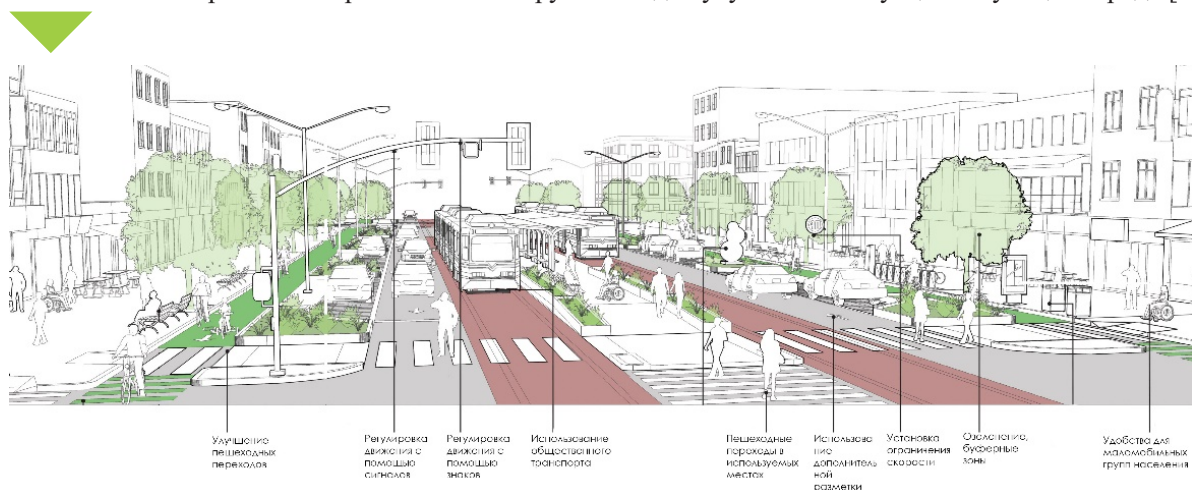 Улучшение
пешеходных
переходов
Регулировка
движения с
помощью
сигналов
Регулировка
движения с
помощью
знаков
Использование
общественного
транспорта
Пешеходные
переходы в
используемых
местах
Использова
ние
дополнитель
ной
разметки
Установка
ограничения
скорости
Озеленение,
буферные
зоны
Удобства для
маломобильных
групп населения